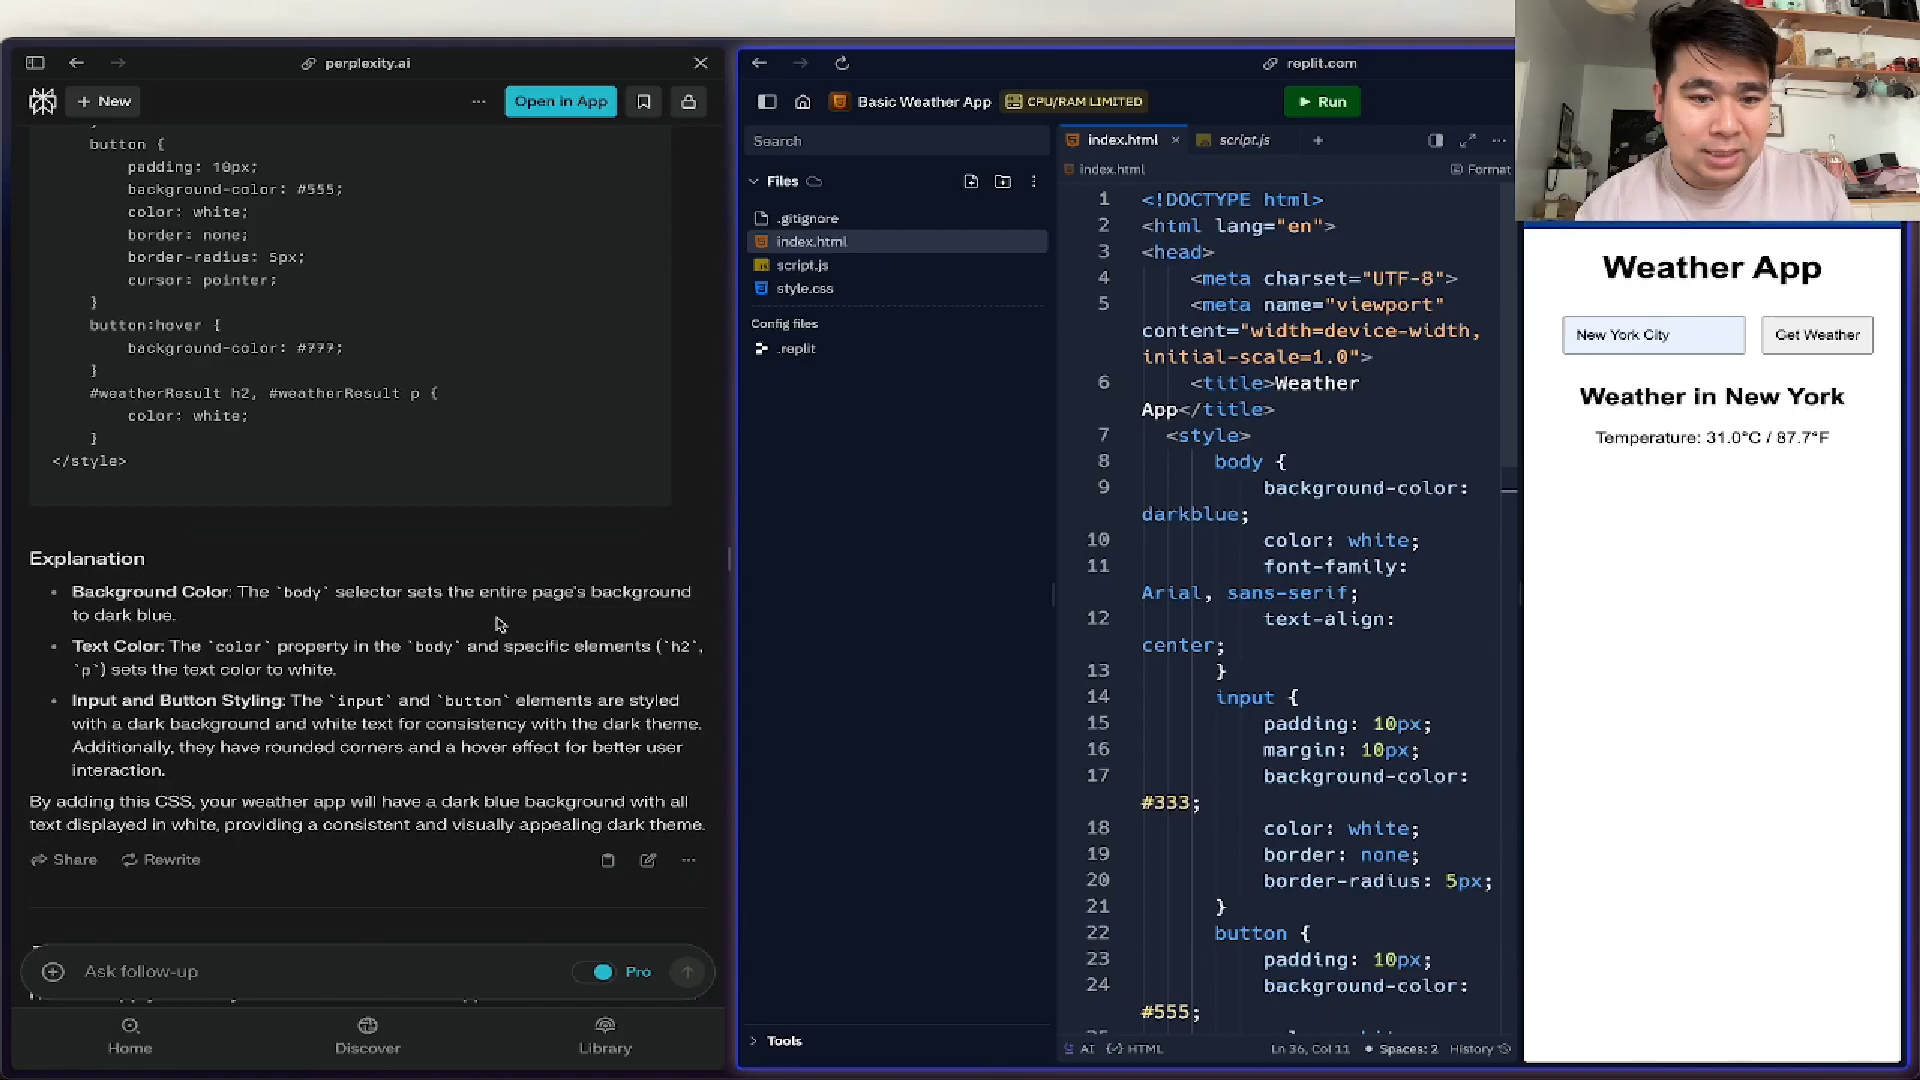 perplexity.ai
New
Open in App
button {
padding: 10px;
background-color: #555;
color: white;
border: none;
border-radius: 5px;
cursor: pointer;
}
button:hover {
background-color: #777;
}
#weatherResult h2, #weatherResult p {
color: white;
}
</style>
Explanation
• Background Color: The `body` selector sets the entire page's background
to dark blue.
• Text Color: The `color` property in the `body` and specific elements (`h2`,
`p`) sets the text color to white.
• Input and Button Styling: The `input` and `button` elements are styled
with a dark background and white text for consistency with the dark theme.
Additionally, they have rounded corners and a hover effect for better user
interaction.
By adding this CSS, your weather app will have a dark blue background with all
text displayed in white, providing a consistent and visually appealing dark theme.
Share Rewrite
Ask follow-up Pro
Home Discover Library
replit.com
Basic Weather App CPU/RAM LIMITED Run
Search
Files
.gitignore
index.html
script.js
style.css
Config files
.replit
Tools
index.html script.js
index.html Format
1 <!DOCTYPE html>
2 <html lang="en">
3 <head>
4 <meta charset="UTF-8">
5 <meta name="viewport"
content="width=device-width,
initial-scale=1.0">
6 <title>Weather
App</title>
7 <style>
8 body {
9 background-color:
darkblue;
10 color: white;
11 font-family:
Arial, sans-serif;
12 text-align:
center;
13 }
14 input {
15 padding: 10px;
16 margin: 10px;
17 background-color:
#333;
18 color: white;
19 border: none;
20 border-radius: 5px;
21 }
22 button {
23 padding: 10px;
24 background-color:
#555;
AI HTML Ln 36, Col 11 Spaces: 2 History
Weather App
New York City Get Weather
Weather in New York
Temperature: 31.0°C / 87.7°F